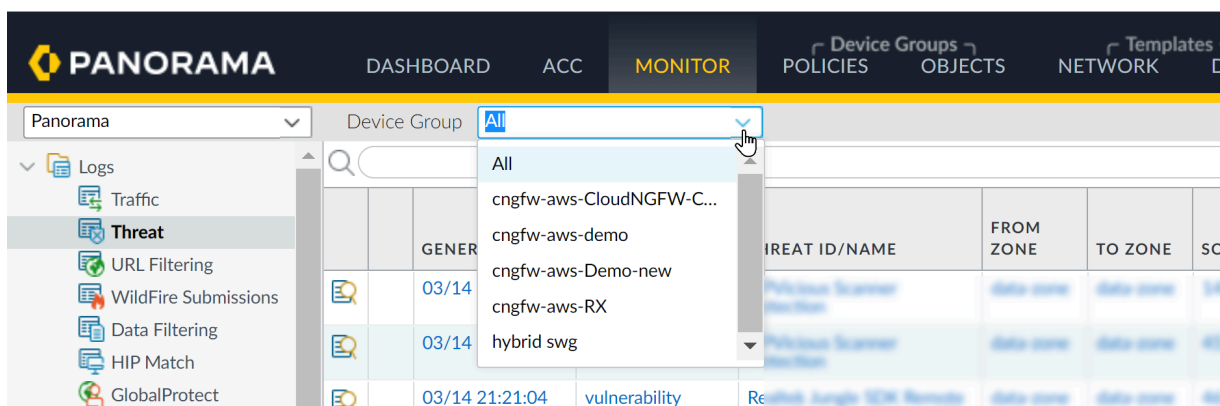 Device Groups
Templates
PANORAMA
DASHBOARD
ACC
MONITOR
POLICIES
OBJECTS
NETWORK
Panorama
Device Group
All
Logs
Traffic
Threat
URL Filtering
WildFire Submissions
Data Filtering
HIP Match
GlobalProtect
All
cngfw-aws-CloudNGFW-C...
cngfw-aws-demo
cngfw-aws-Demo-new
cngfw-aws-RX
hybrid swg
GENER
HREAT ID/NAME
FROM
ZONE
TO ZONE
SO
03/14
03/14
03/14 21:21:04
vulnerability